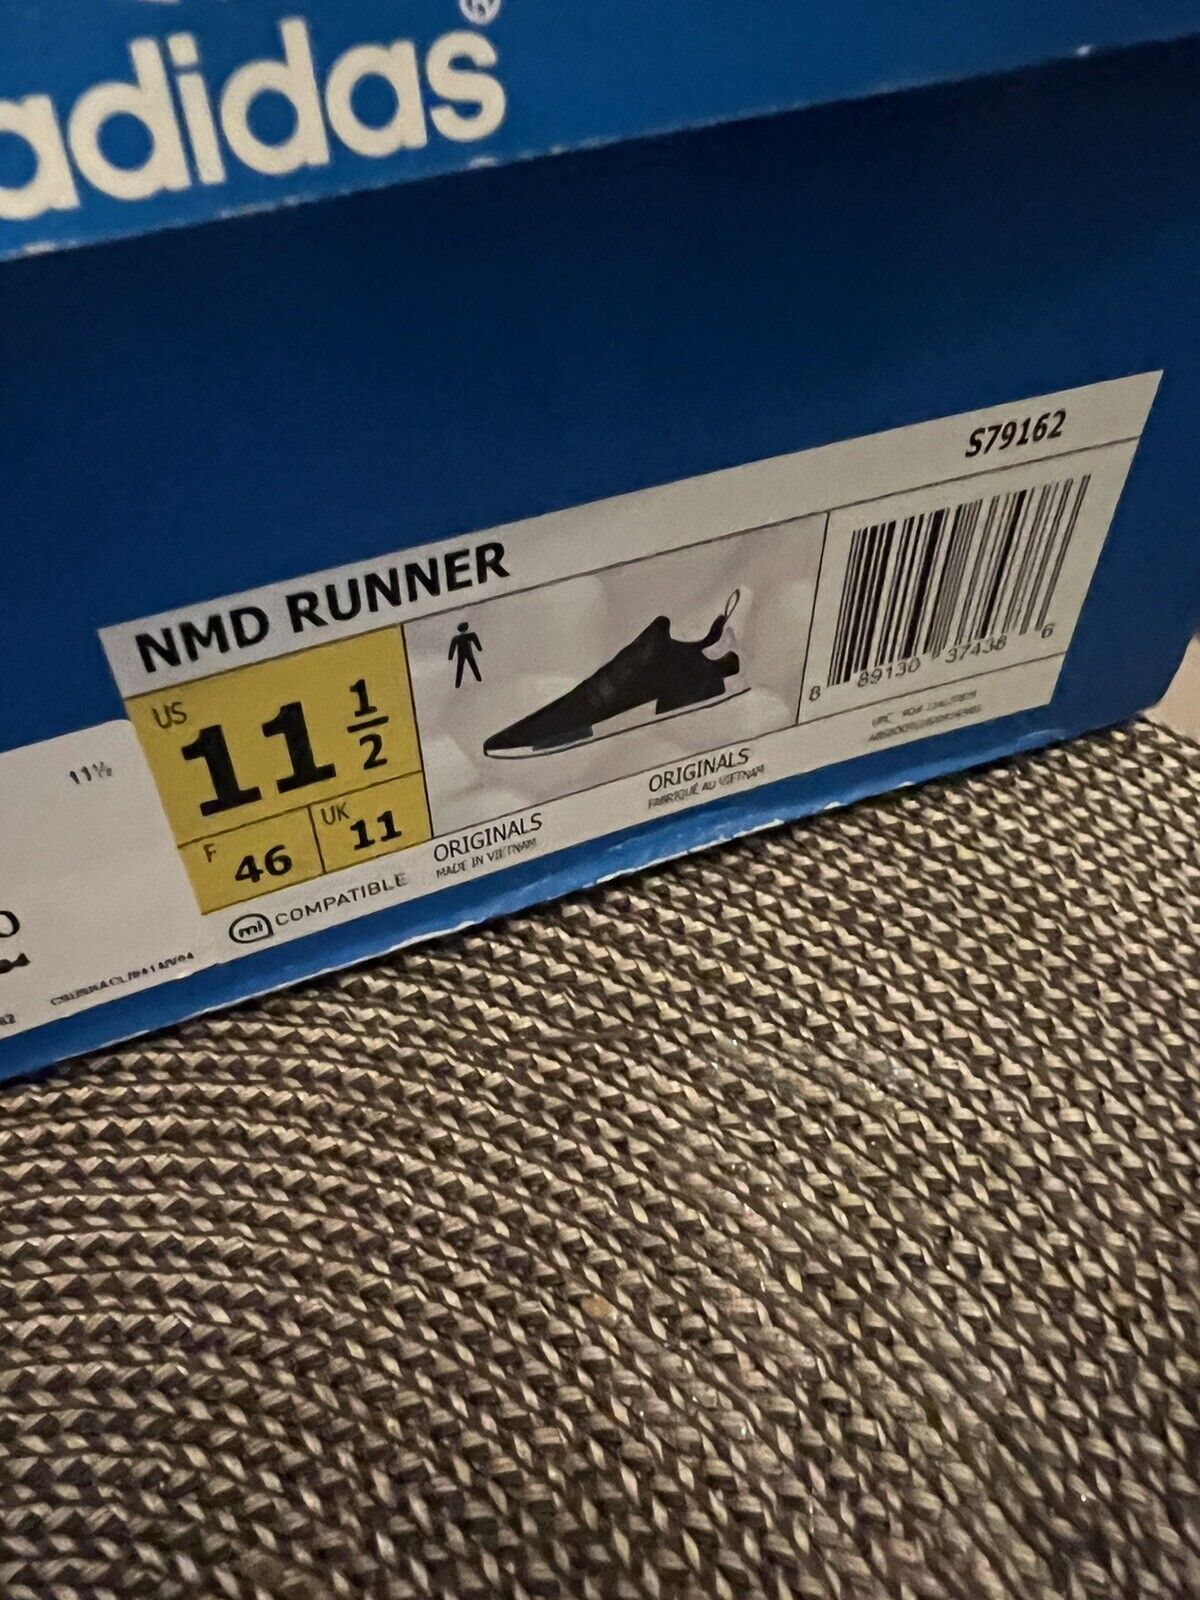 adidas®
S79162
NMD RUNNER
US
11 1/2
F 46
UK 11
8 89130 37438 6
11½
ORIGINALS
MADE IN VIETNAM
ORIGINALS
FABRIQUÉ AU VIETNAM
mi COMPATIBLE